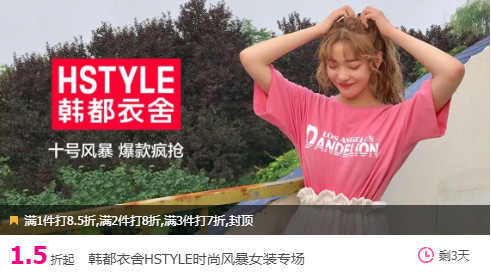 HSTYLE
韩都衣舍
十号风暴 爆款疯抢
LOS ANGELES
DANDELION
满1件打8.5折,满2件打8折,满3件打7折,封顶
1.5折起 韩都衣舍HSTYLE时尚风暴女装专场 剩3天